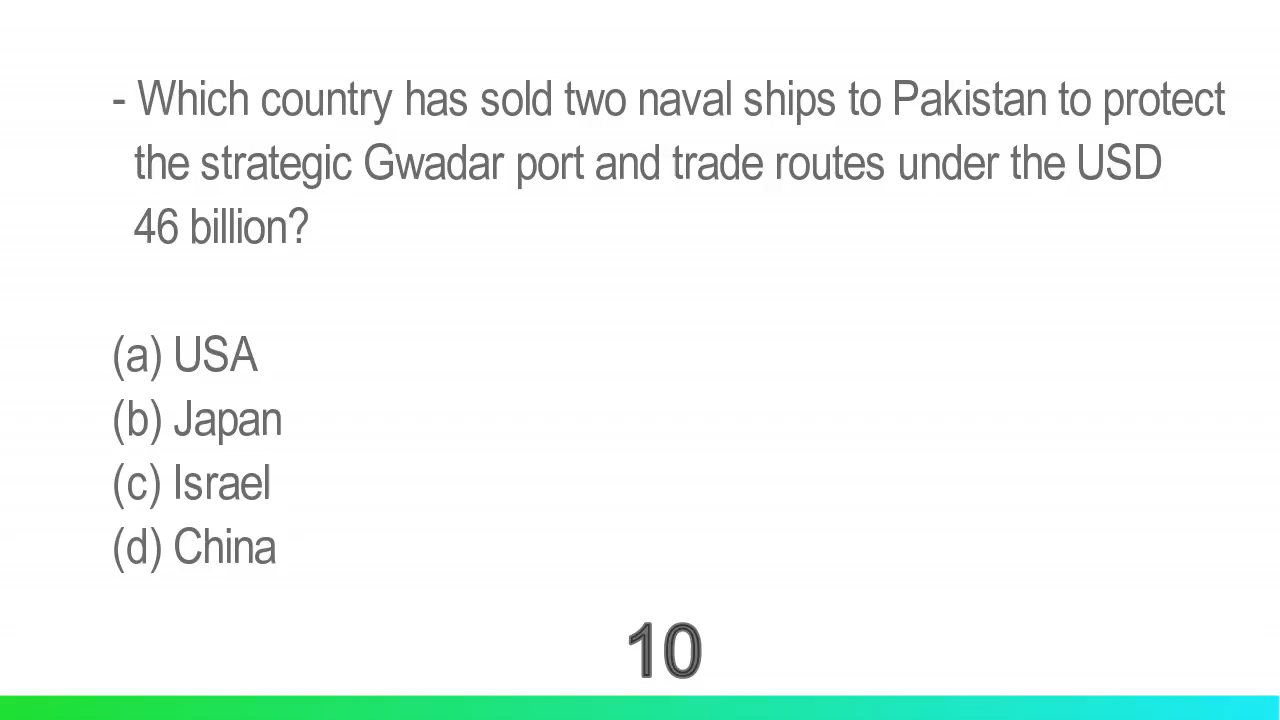 - Which country has sold two naval ships to Pakistan to protect
the strategic Gwadar port and trade routes under the USD
46 billion?
(a) USA
(b) Japan
(c) Israel
(d) China
10